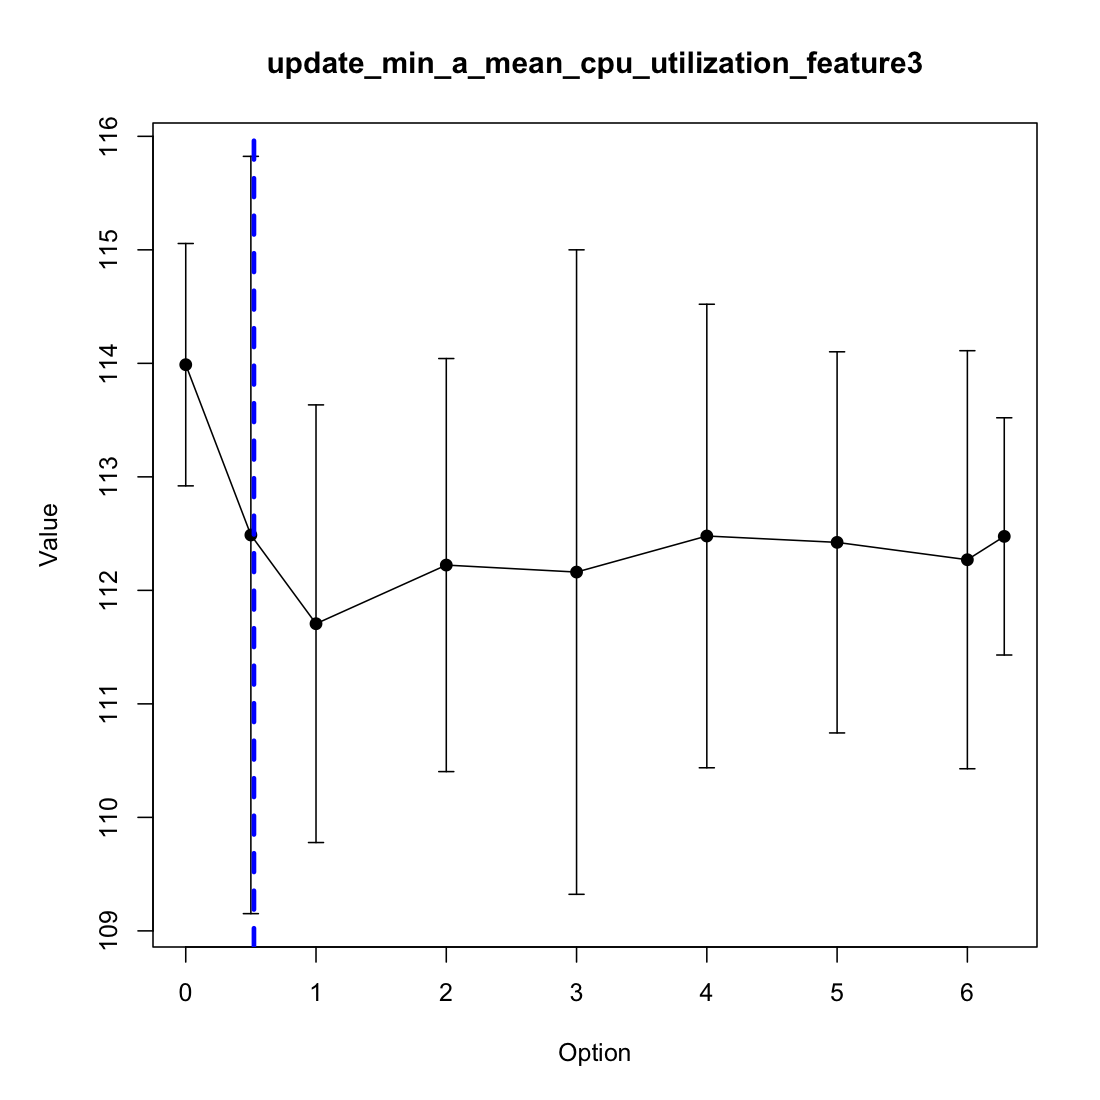 update_min_a_mean_cpu_utilization_feature3
116
115
114
113
112
111
110
109
Value
0 1 2 3 4 5 6
Option